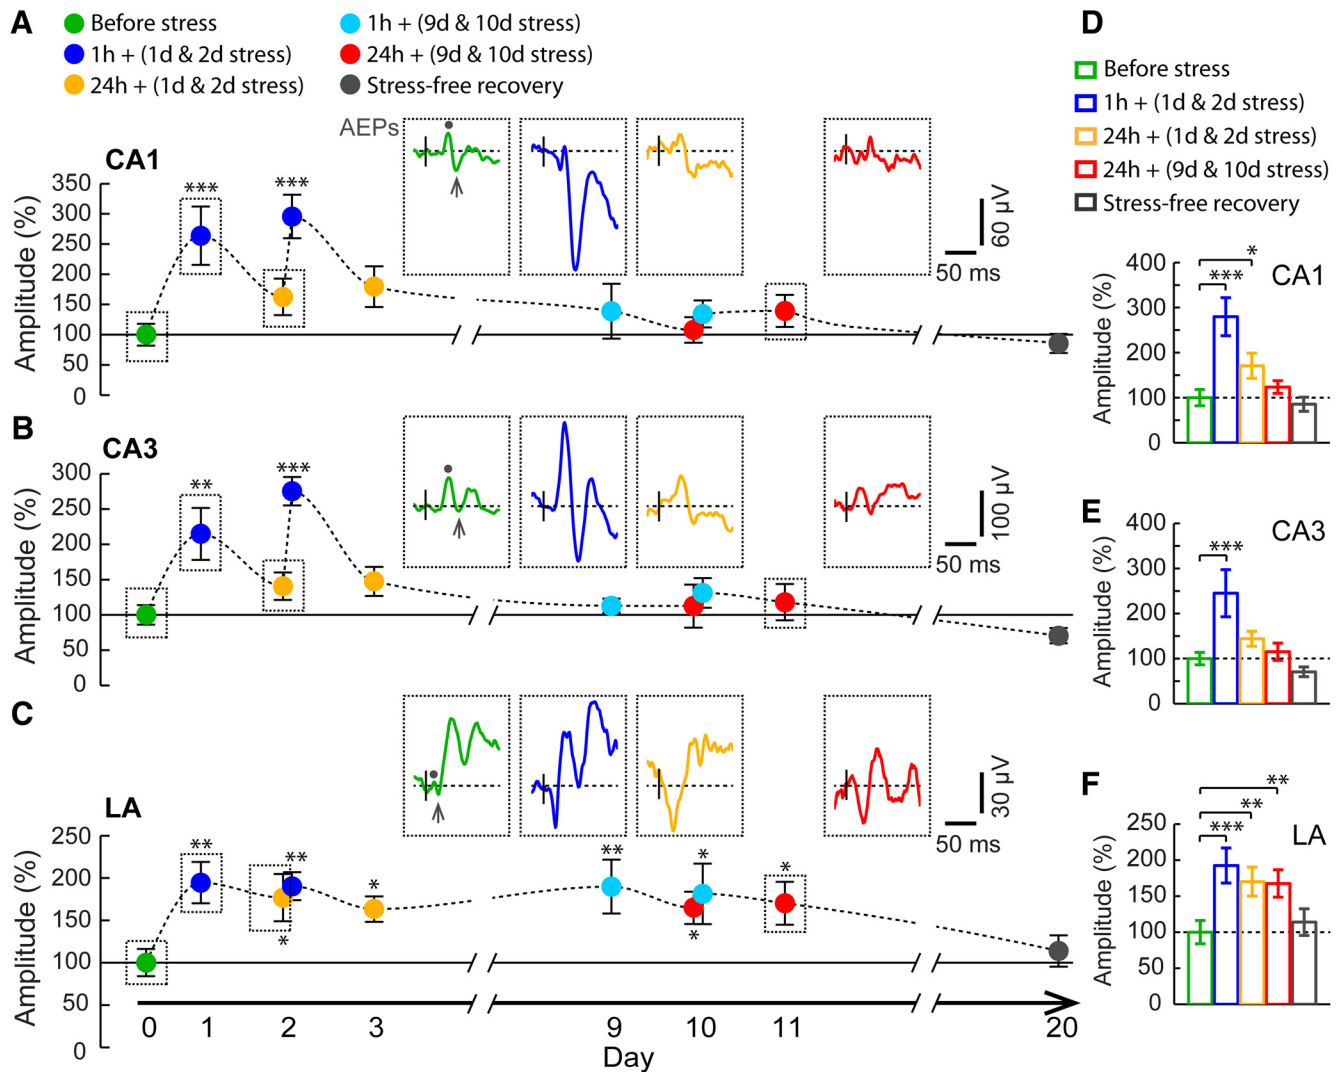 A
Before stress
1h + (1d & 2d stress)
24h + (1d & 2d stress)
1h + (9d & 10d stress)
24h + (9d & 10d stress)
Stress-free recovery
AEPs
CA1
Amplitude (%)
350
300
250
200
150
100
50
0
***
***
60 µV
50 ms
B
CA3
Amplitude (%)
300
250
200
150
100
50
0
**
***
100 µV
50 ms
C
LA
Amplitude (%)
250
200
150
100
50
0
**
**
*
*
**
*
*
*
30 µV
50 ms
0 1 2 3 9 10 11 20
Day
D
Before stress
1h + (1d & 2d stress)
24h + (1d & 2d stress)
24h + (9d & 10d stress)
Stress-free recovery
CA1
Amplitude (%)
400
300
200
100
0
*
***
E
CA3
Amplitude (%)
400
300
200
100
0
***
F
LA
Amplitude (%)
250
200
150
100
50
0
**
**
***